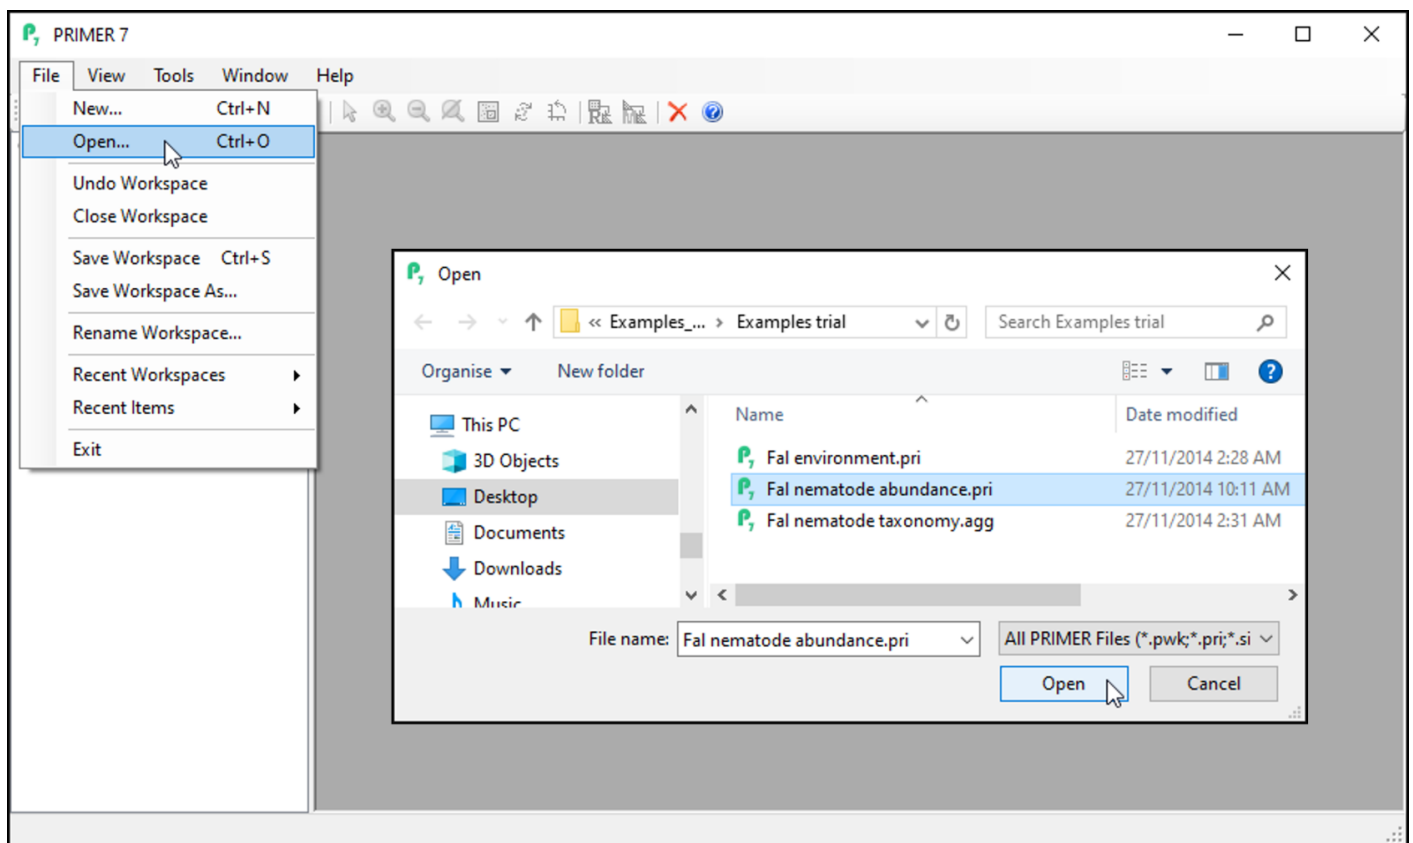 PRIMER 7
File View Tools Window Help
New... Ctrl+N
Open... Ctrl+O
Undo Workspace
Close Workspace
Save Workspace Ctrl+S
Save Workspace As...
Rename Workspace...
Recent Workspaces
Recent Items
Exit
Open
« Examples_... › Examples trial
Search Examples trial
Organise New folder
This PC
3D Objects
Desktop
Documents
Downloads
Music
Name Date modified
Fal environment.pri 27/11/2014 2:28 AM
Fal nematode abundance.pri 27/11/2014 10:11 AM
Fal nematode taxonomy.agg 27/11/2014 2:31 AM
File name: Fal nematode abundance.pri All PRIMER Files (*.pwk;*.pri;*.si
Open Cancel